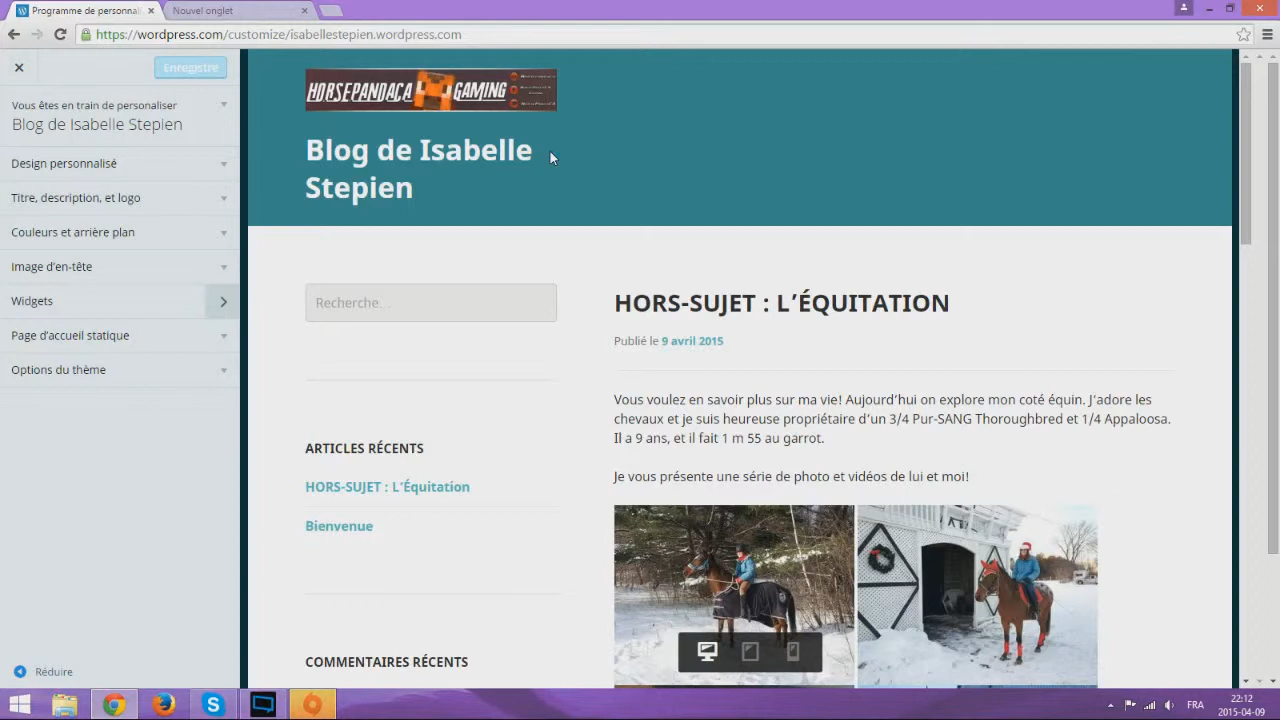 Programme de personnal
Nouvel onglet
https://wordpress.com/customize/isabellestepien.wordpress.com
Enregistré
Vous êtes en train de personnaliser
Blog de Isabelle Stepien
Design personnalisé
Titre, description, et logo
Couleurs et arrière plan
Image d'en-tête
Widgets
Page d'accueil statique
Options du thème
Réduire
HORSEPANDACA GAMING
Blog de Isabelle
Stepien
Recherche…
ARTICLES RÉCENTS
HORS-SUJET : L'Équitation
Bienvenue
COMMENTAIRES RÉCENTS
HORS-SUJET : L'ÉQUITATION
Publié le 9 avril 2015
Vous voulez en savoir plus sur ma vie! Aujourd'hui on explore mon coté équin. J'adore les
chevaux et je suis heureuse propriétaire d'un 3/4 Pur-SANG Thoroughbred et 1/4 Appaloosa.
Il a 9 ans, et il fait 1 m 55 au garrot.
Je vous présente une série de photo et vidéos de lui et moi!
FRA
22:12
2015-04-09